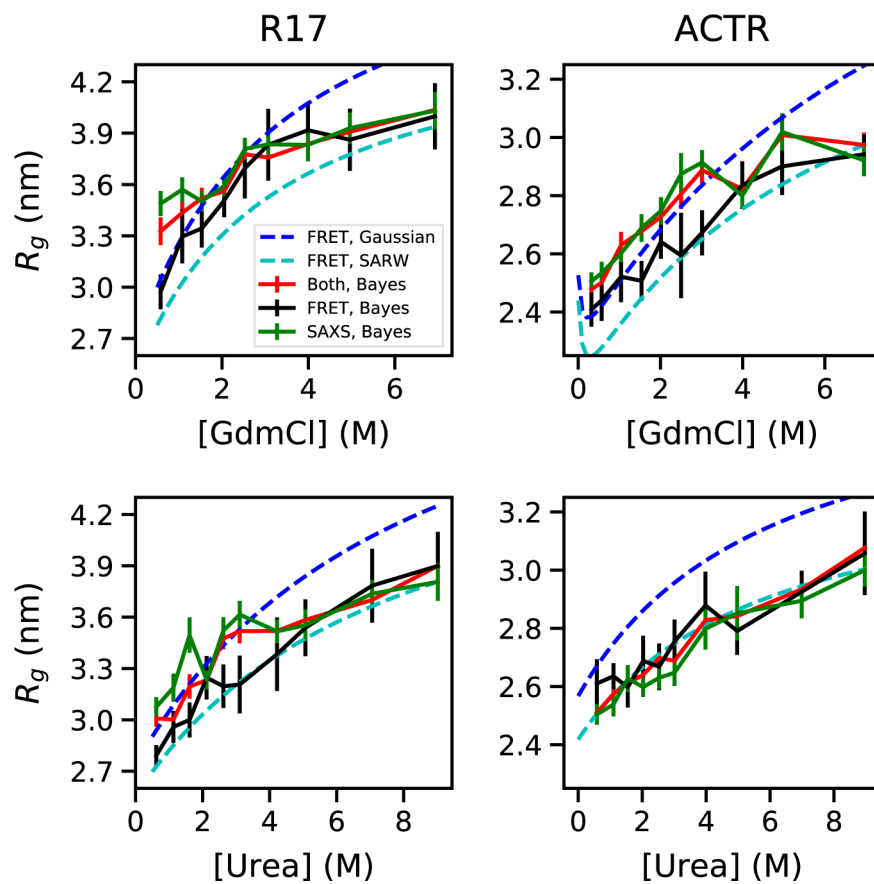 R17
ACTR
4.2
3.9
3.6
3.3
3.0
2.7
R_g (nm)
FRET, Gaussian
FRET, SARW
Both, Bayes
FRET, Bayes
SAXS, Bayes
0 2 4 6
[GdmCl] (M)
3.2
3.0
2.8
2.6
2.4
0 2 4 6
[GdmCl] (M)
4.2
3.9
3.6
3.3
3.0
2.7
R_g (nm)
0 2 4 6 8
[Urea] (M)
3.2
3.0
2.8
2.6
2.4
0 2 4 6 8
[Urea] (M)